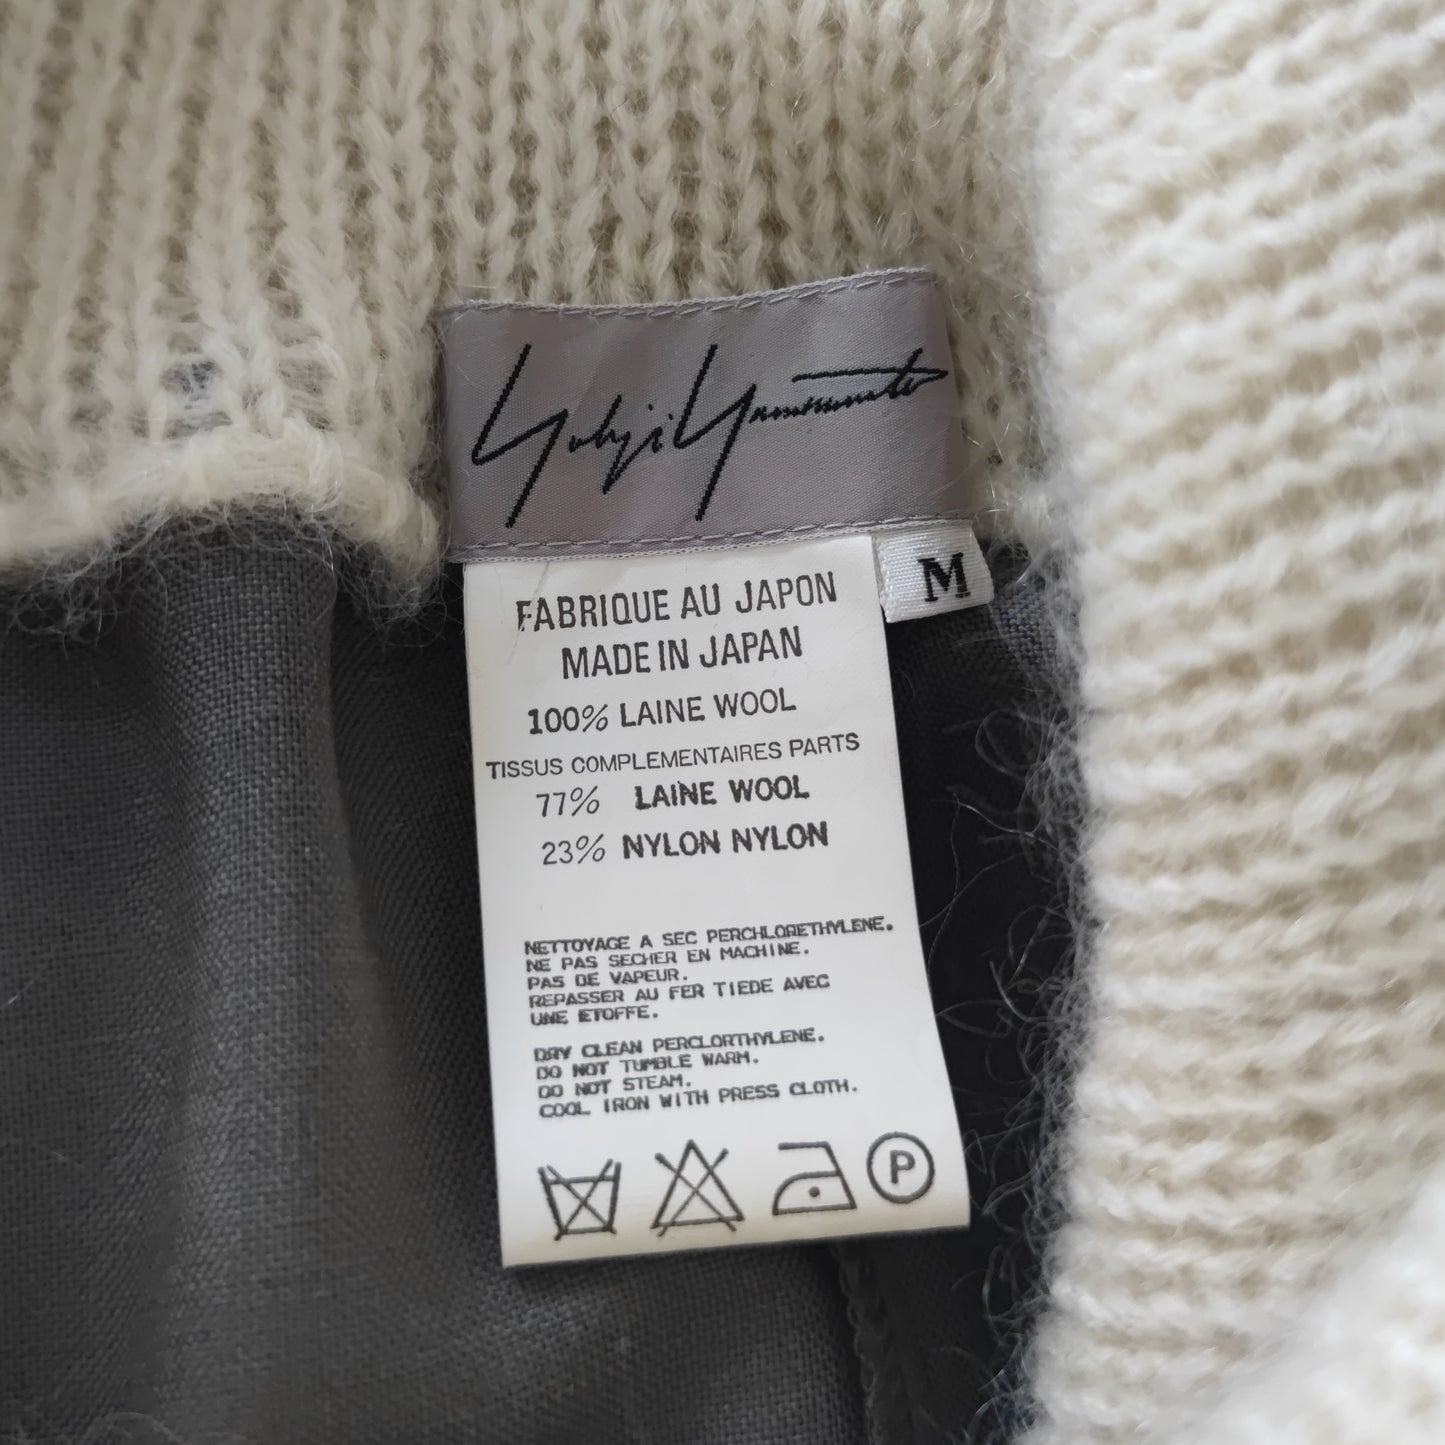 Yohji Yamamoto
M
FABRIQUE AU JAPON
MADE IN JAPAN
100% LAINE WOOL
TISSUS COMPLEMENTAIRES PARTS
77% LAINE WOOL
23% NYLON NYLON
NETTOYAGE A SEC PERCHLORETHYLENE.
NE PAS SECHER EN MACHINE.
PAS DE VAPEUR.
REPASSER AU FER TIEDE AVEC
UNE ETOFFE.
DRY CLEAN PERCLORTHYLENE.
DO NOT TUMBLE WARM.
DO NOT STEAM.
COOL IRON WITH PRESS CLOTH.
P